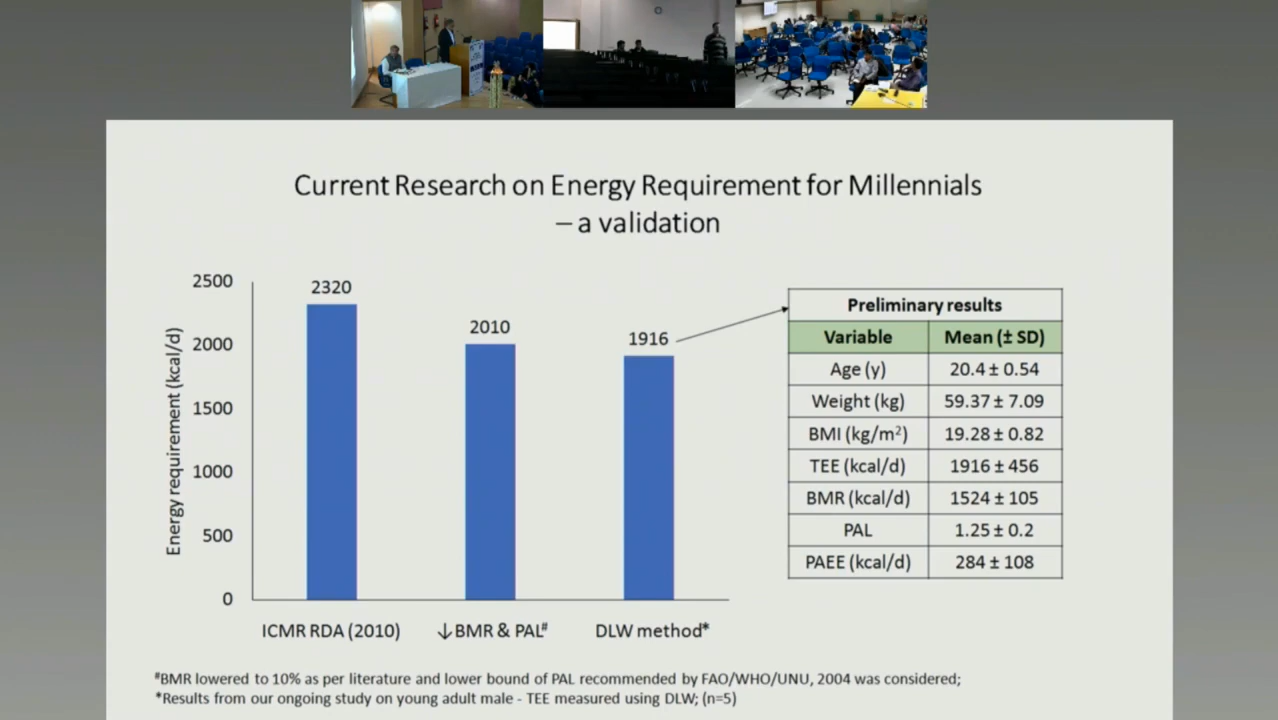 Current Research on Energy Requirement for Millennials
– a validation
Energy requirement (kcal/d)
2500
2000
1500
1000
500
0
2320
2010
1916
ICMR RDA (2010)
↓BMR & PAL#
DLW method*
Preliminary results
Variable Mean (± SD)
Age (y) 20.4 ± 0.54
Weight (kg) 59.37 ± 7.09
BMI (kg/m²) 19.28 ± 0.82
TEE (kcal/d) 1916 ± 456
BMR (kcal/d) 1524 ± 105
PAL 1.25 ± 0.2
PAEE (kcal/d) 284 ± 108
#BMR lowered to 10% as per literature and lower bound of PAL recommended by FAO/WHO/UNU, 2004 was considered;
*Results from our ongoing study on young adult male - TEE measured using DLW; (n=5)